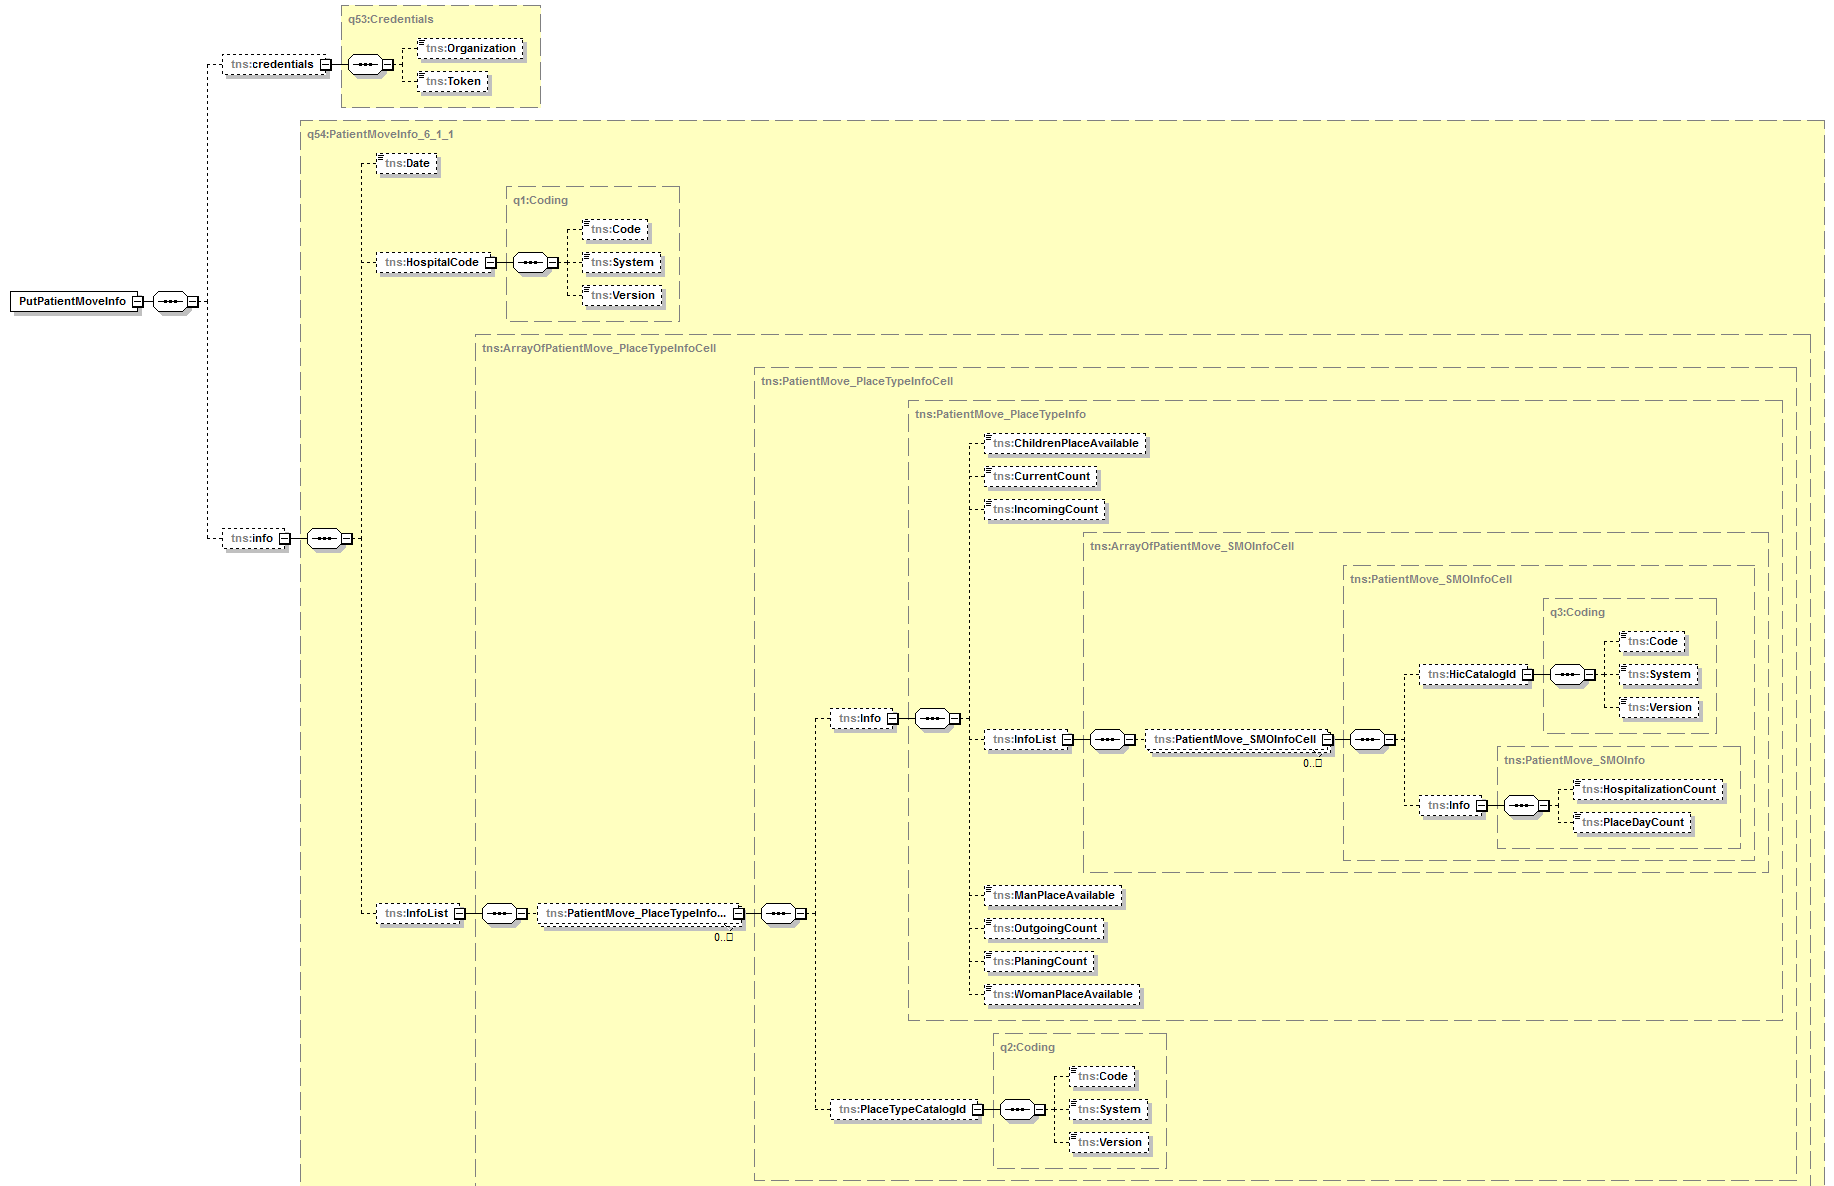 q53:Credentials
tns:Organization
tns:credentials
tns:Token
q54:PatientMoveInfo_6_1_1
tns:Date
q1:Coding
tns:Code
tns:HospitalCode
tns:System
tns:Version
PutPatientMoveInfo
tns:ArrayOfPatientMove_PlaceTypeInfoCell
tns:PatientMove_PlaceTypeInfoCell
tns:PatientMove_PlaceTypeInfo
tns:ChildrenPlaceAvailable
tns:CurrentCount
tns:IncomingCount
tns:info
tns:ArrayOfPatientMove_SMOInfoCell
tns:PatientMove_SMOInfoCell
q3:Coding
tns:Code
tns:HicCatalogId
tns:System
tns:Version
tns:Info
tns:InfoList
tns:PatientMove_SMOInfoCell
0..□
tns:PatientMove_SMOInfo
tns:HospitalizationCount
tns:Info
tns:PlaceDayCount
tns:ManPlaceAvailable
tns:InfoList
tns:PatientMove_PlaceTypeInfo...
0..□
tns:OutgoingCount
tns:PlaningCount
tns:WomanPlaceAvailable
q2:Coding
tns:Code
tns:PlaceTypeCatalogId
tns:System
tns:Version